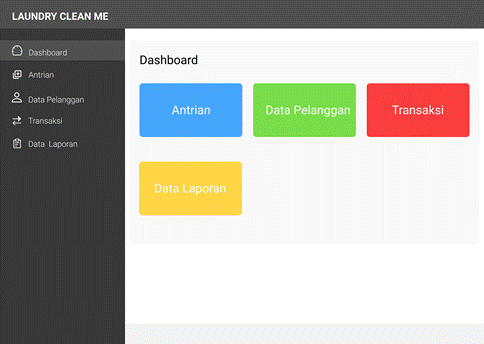 LAUNDRY CLEAN ME
Dashboard
Antrian
Data Pelanggan
Transaksi
Data Laporan
Dashboard
Antrian
Data Pelanggan
Transaksi
Data Laporan